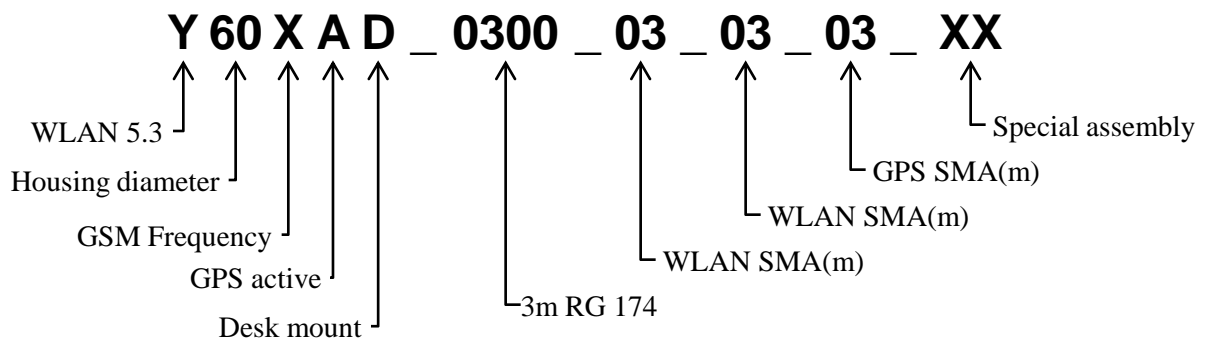 Y 60 X A D _ 0300 _ 03 _ 03 _ 03 _ XX
WLAN 5.3
Special assembly
Housing diameter
GPS SMA(m)
WLAN SMA(m)
GSM Frequency
WLAN SMA(m)
GPS active
3m RG 174
Desk mount